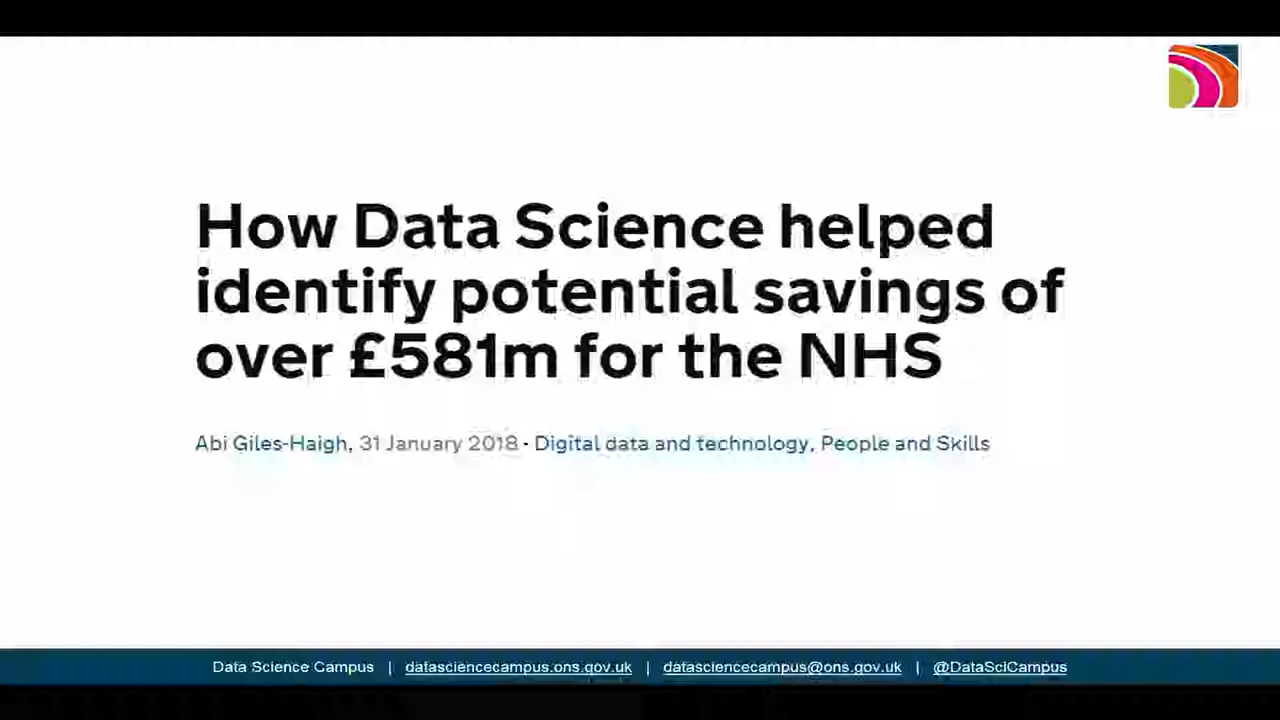 How Data Science helped
identify potential savings of
over £581m for the NHS
Abi Giles-Haigh, 31 January 2018 · Digital data and technology, People and Skills
Data Science Campus | datasciencecampus.ons.gov.uk | datasciencecampus@ons.gov.uk | @DataSciCampus